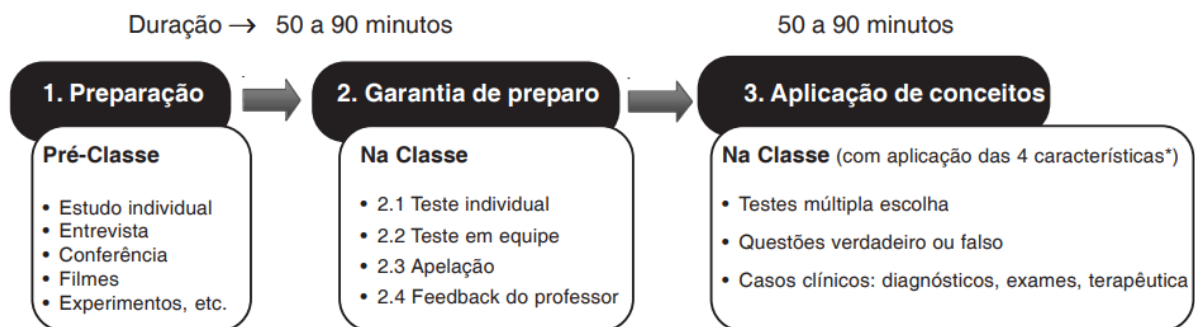 Duração → 50 a 90 minutos
50 a 90 minutos
1. Preparação
2. Garantia de preparo
3. Aplicação de conceitos
Pré-Classe
• Estudo individual
• Entrevista
• Conferência
• Filmes
• Experimentos, etc.
Na Classe
• 2.1 Teste individual
• 2.2 Teste em equipe
• 2.3 Apelação
• 2.4 Feedback do professor
Na Classe (com aplicação das 4 características*)
• Testes múltipla escolha
• Questões verdadeiro ou falso
• Casos clínicos: diagnósticos, exames, terapêutica